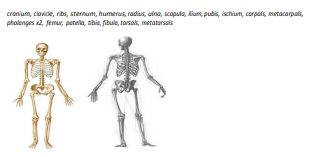 cranium, clavicle, ribs, sternum, humerus, radius, ulna, scapula, ilium, pubis, ischium, carpals, metacarpals,
phalanges x2, femur, patella, tibia, fibula, tarsals, metatarsals